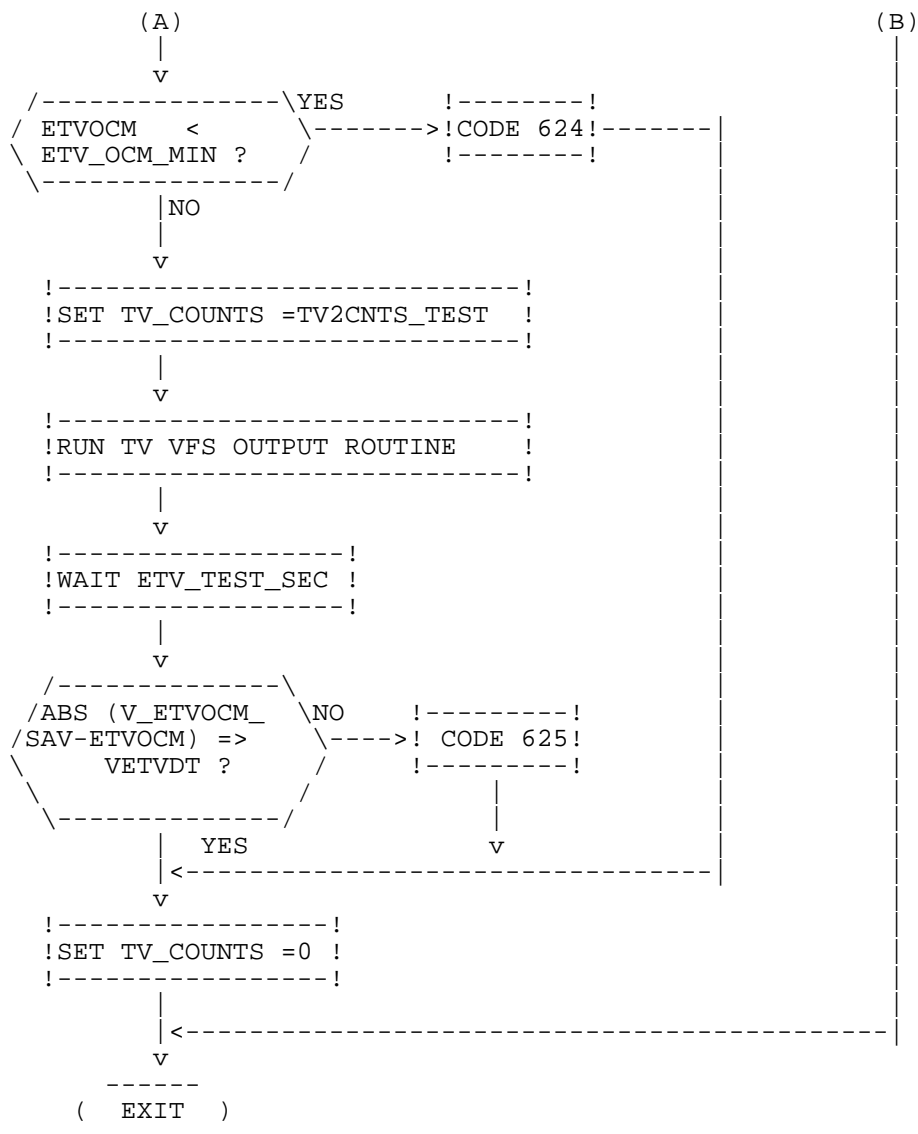 (A) (B)
YES
ETVOCM < CODE 624
ETV_OCM_MIN ?
NO
SET TV_COUNTS =TV2CNTS_TEST
RUN TV VFS OUTPUT ROUTINE
WAIT ETV_TEST_SEC
ABS (V_ETVOCM_ NO
SAV-ETVOCM) => CODE 625
VETVDT ?
YES
SET TV_COUNTS =0
( EXIT )